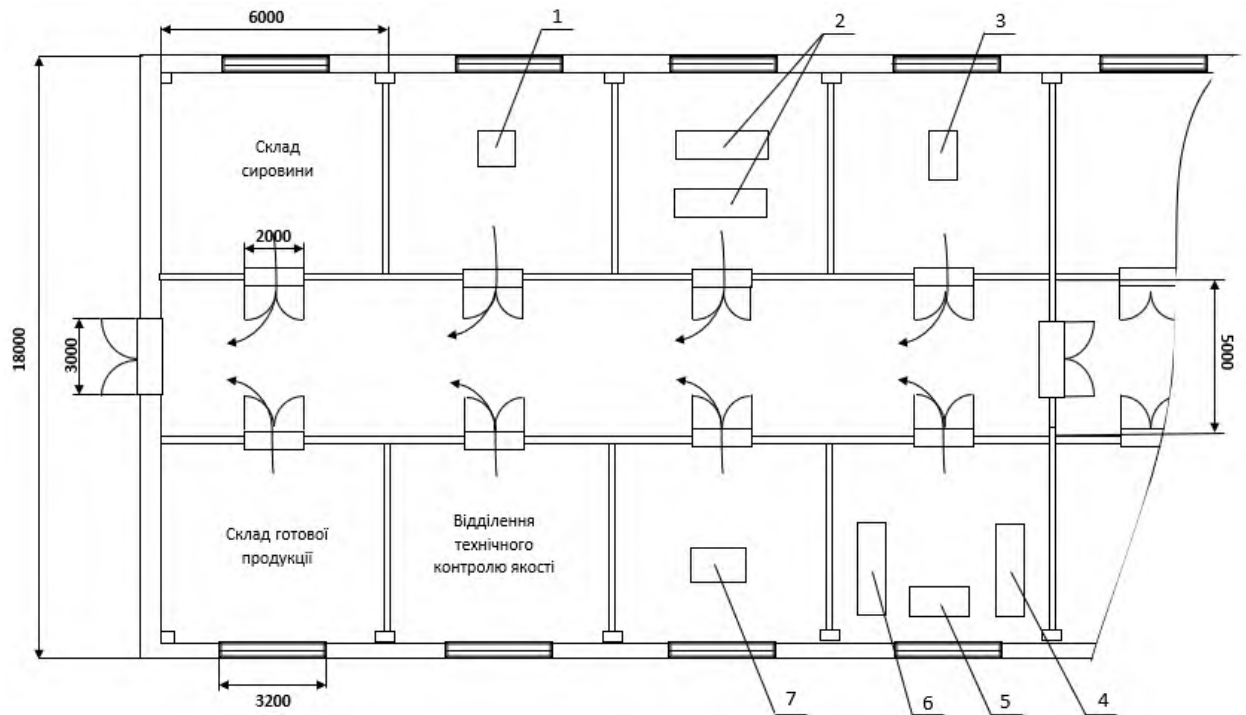 6000
1
2
3
Склад
сировини
2000
18000
3000
5000
Склад готової
продукції
Відділення
технічного
контролю якості
3200
7
6
5
4